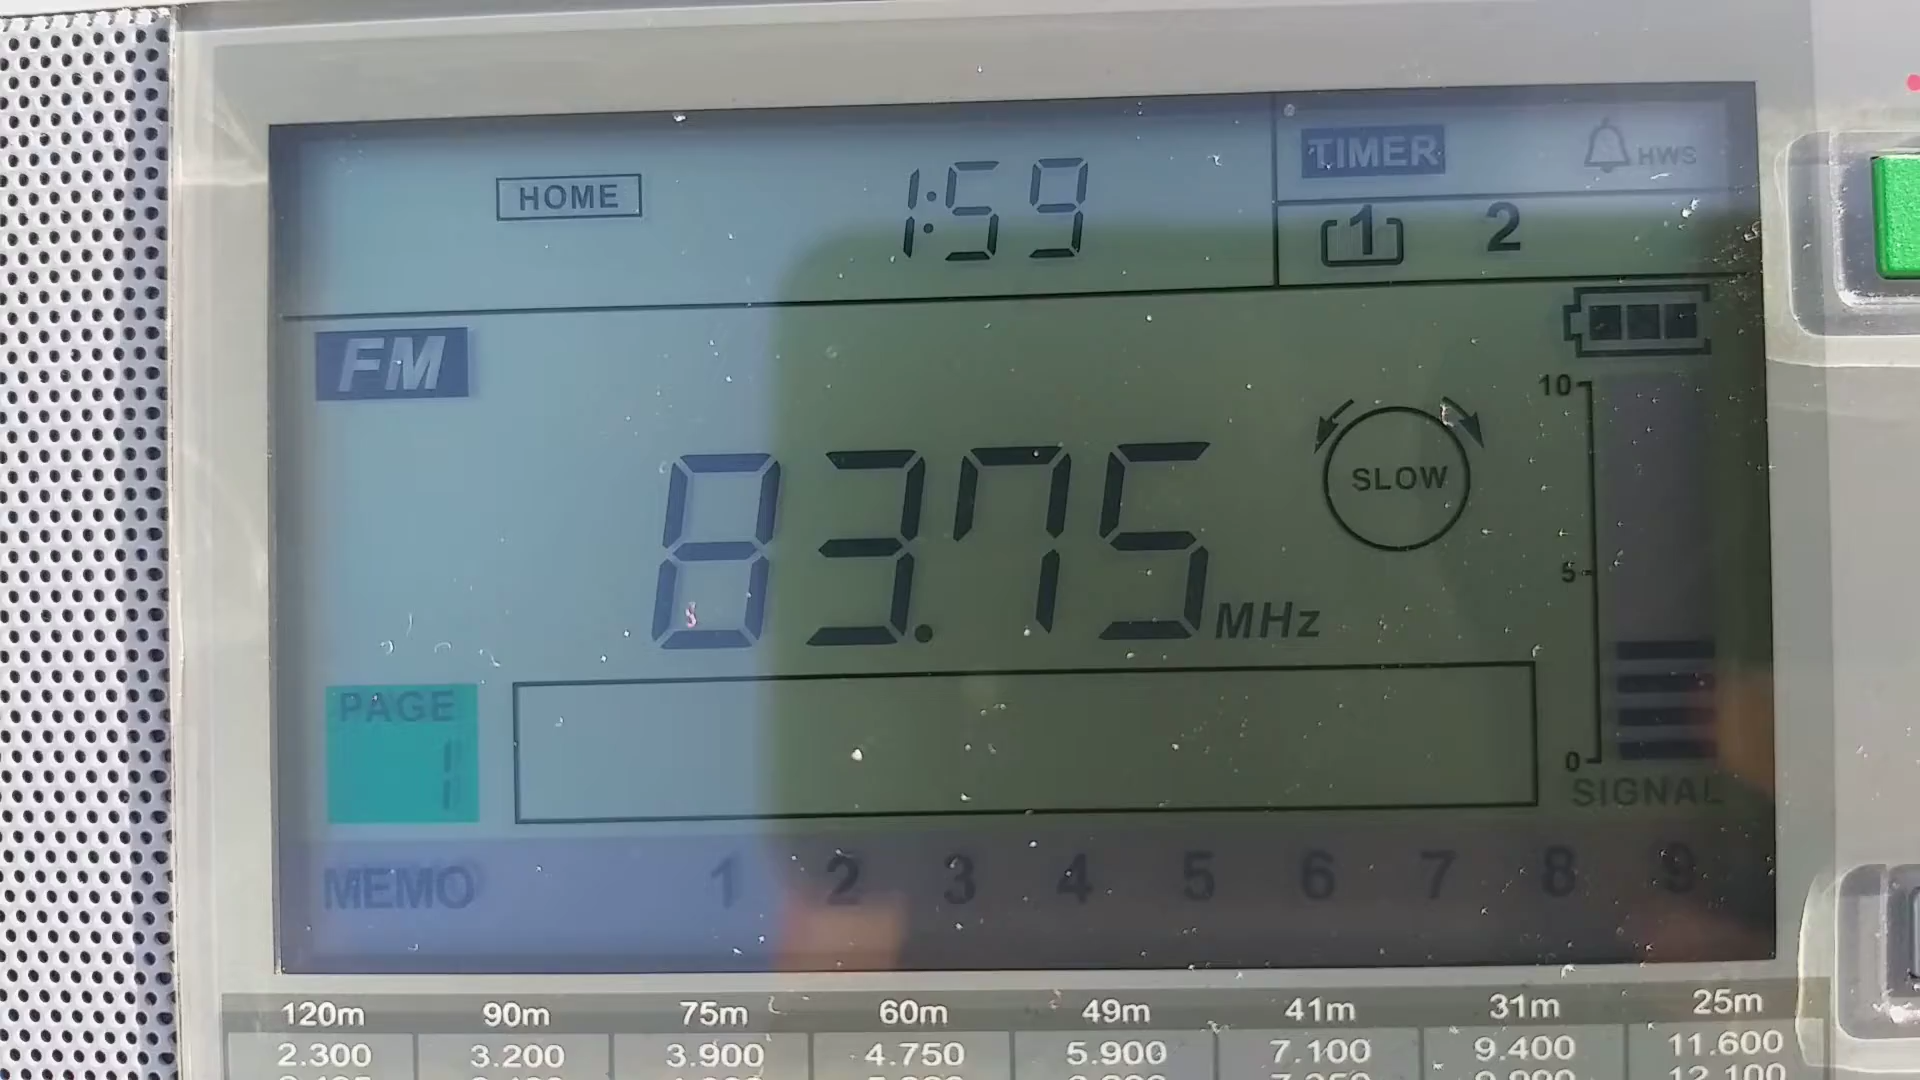 HOME 1:59 TIMER HWS
1 2
FM
10
83.75 MHz SLOW
5
PAGE
1
0
SIGNAL
MEMO 1 2 3 4 5 6 7 8 9
120m 90m 75m 60m 49m 41m 31m 25m
2.300 3.200 3.900 4.750 5.900 7.100 9.400 11.600
12.100